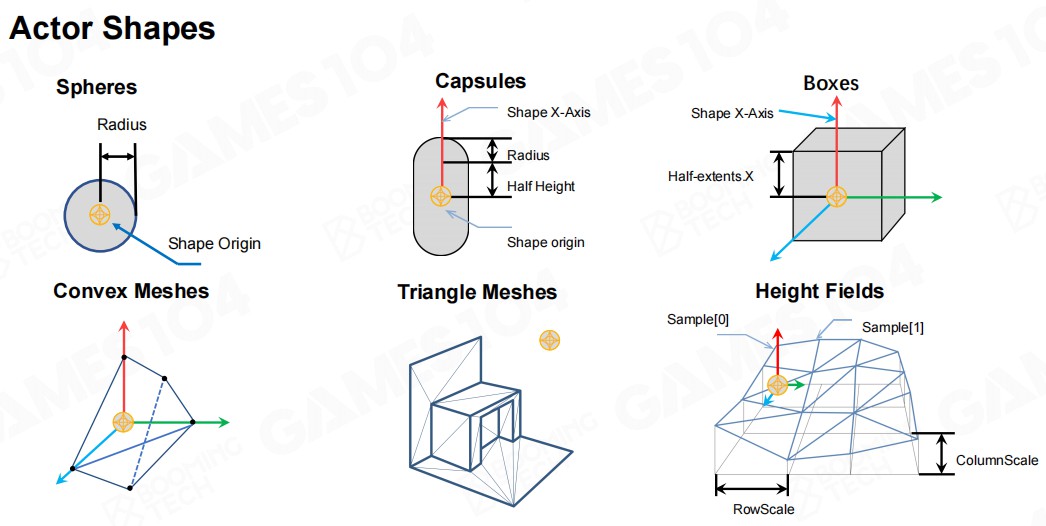 Actor Shapes
Spheres
Radius
Shape Origin
Capsules
Shape X-Axis
Radius
Half Height
Shape origin
Boxes
Shape X-Axis
Half-extents.X
Convex Meshes
Triangle Meshes
Height Fields
Sample[0]
Sample[1]
ColumnScale
RowScale
GAMES104
BOOMING
TECH